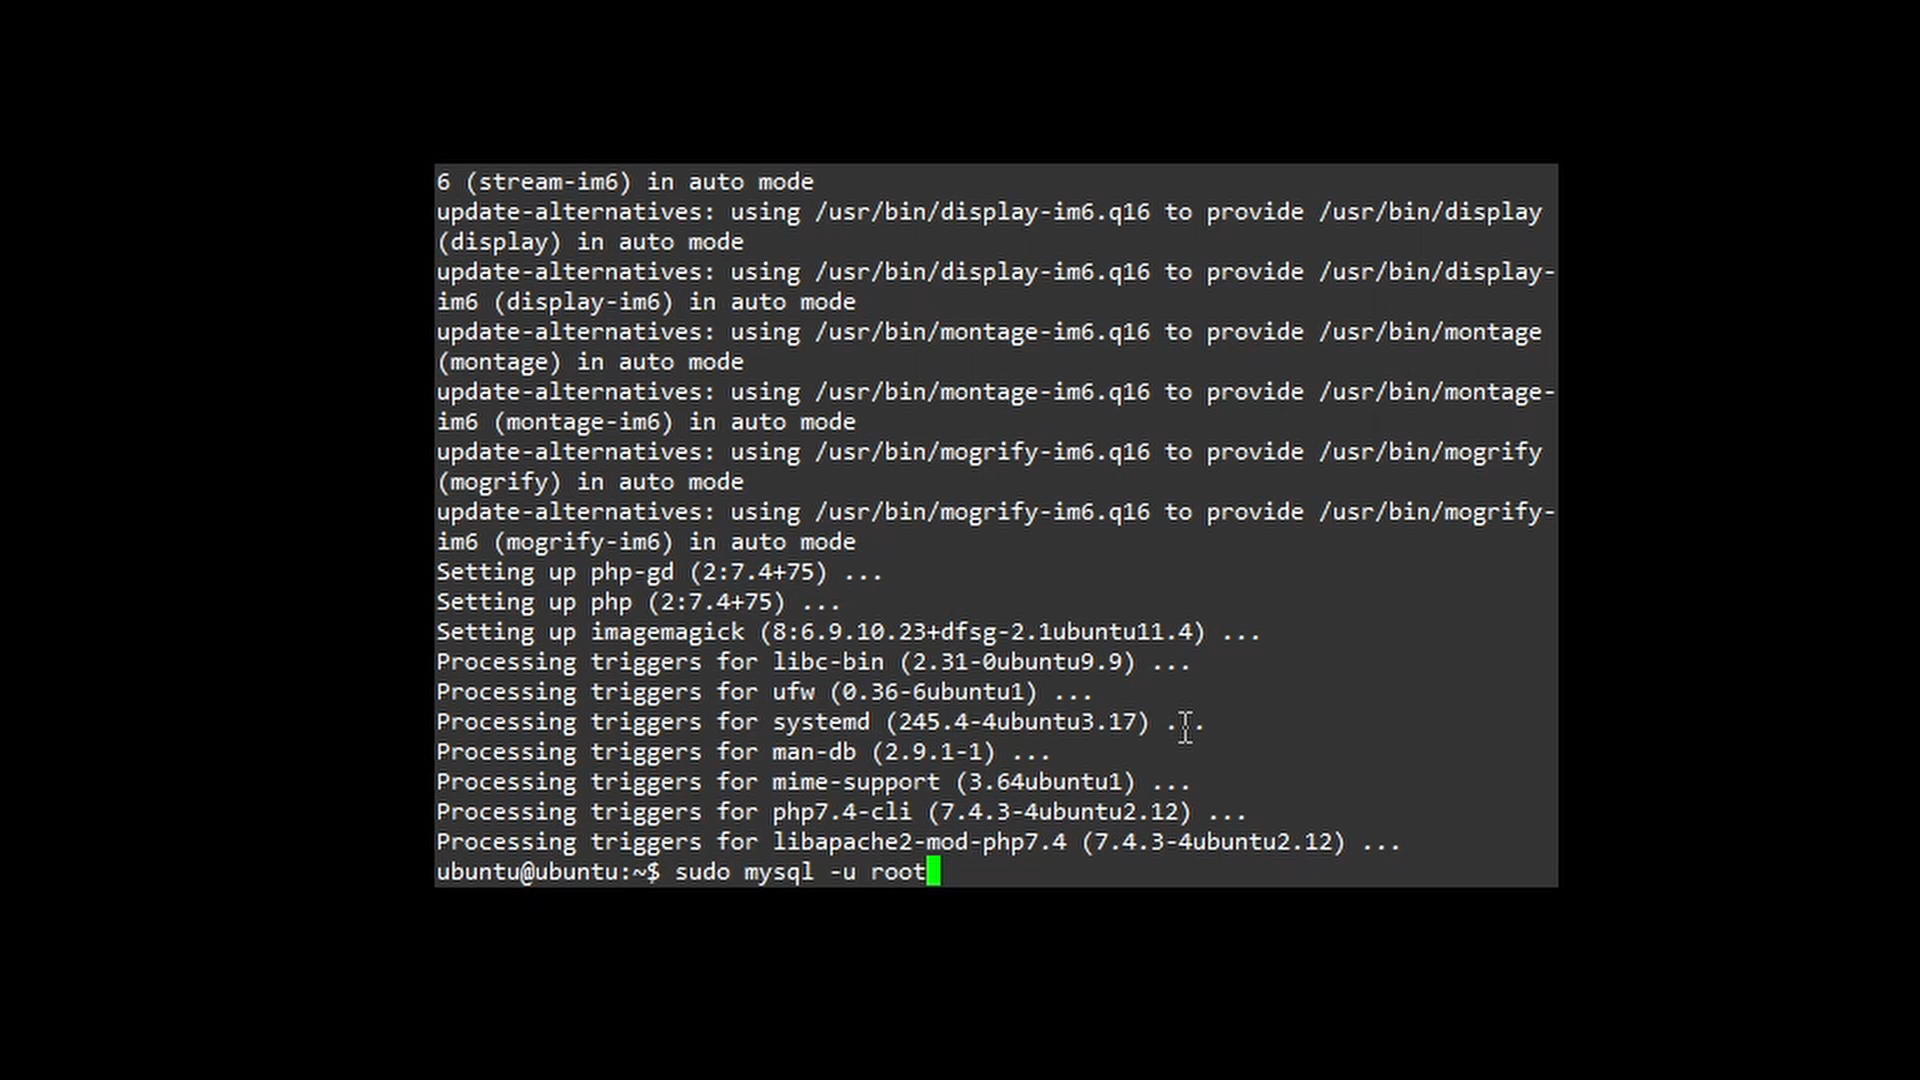 6 (stream-im6) in auto mode
update-alternatives: using /usr/bin/display-im6.q16 to provide /usr/bin/display
(display) in auto mode
update-alternatives: using /usr/bin/display-im6.q16 to provide /usr/bin/display-
im6 (display-im6) in auto mode
update-alternatives: using /usr/bin/montage-im6.q16 to provide /usr/bin/montage
(montage) in auto mode
update-alternatives: using /usr/bin/montage-im6.q16 to provide /usr/bin/montage-
im6 (montage-im6) in auto mode
update-alternatives: using /usr/bin/mogrify-im6.q16 to provide /usr/bin/mogrify
(mogrify) in auto mode
update-alternatives: using /usr/bin/mogrify-im6.q16 to provide /usr/bin/mogrify-
im6 (mogrify-im6) in auto mode
Setting up php-gd (2:7.4+75) ...
Setting up php (2:7.4+75) ...
Setting up imagemagick (8:6.9.10.23+dfsg-2.1ubuntu11.4) ...
Processing triggers for libc-bin (2.31-0ubuntu9.9) ...
Processing triggers for ufw (0.36-6ubuntu1) ...
Processing triggers for systemd (245.4-4ubuntu3.17) ...
Processing triggers for man-db (2.9.1-1) ...
Processing triggers for mime-support (3.64ubuntu1) ...
Processing triggers for php7.4-cli (7.4.3-4ubuntu2.12) ...
Processing triggers for libapache2-mod-php7.4 (7.4.3-4ubuntu2.12) ...
ubuntu@ubuntu:~$ sudo mysql -u root